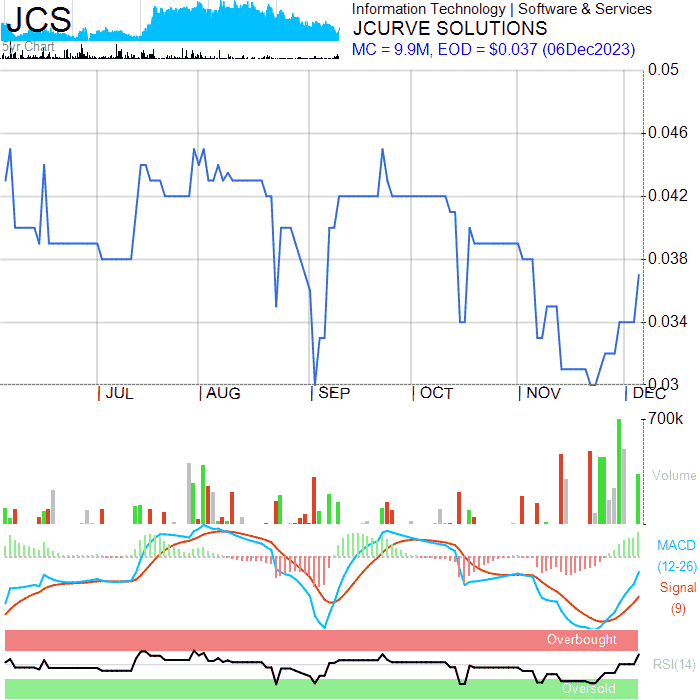 JCS
5yr Chart
Information Technology | Software & Services
JCURVE SOLUTIONS
MC = 9.9M, EOD = $0.037 (06Dec2023)
0.05
0.046
0.042
0.038
0.034
0.03
JUL AUG SEP OCT NOV DEC
700k
Volume
MACD
(12-26)
Signal
(9)
Overbought
RSI(14)
Oversold